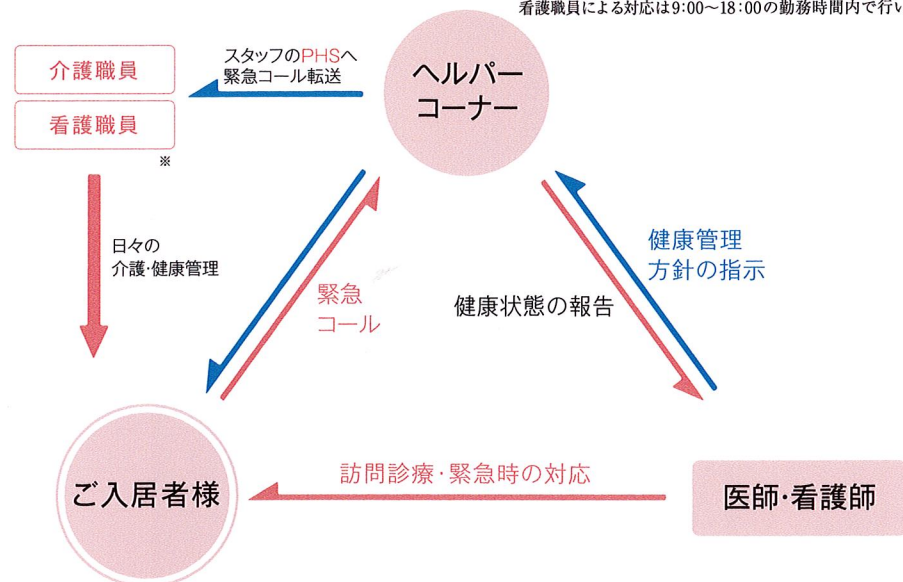 看護職員による対応は9:00〜18:00の勤務時間内で行い
介護職員
看護職員
※
スタッフのPHSへ
緊急コール転送
ヘルパー
コーナー
日々の
介護・健康管理
緊急
コール
健康状態の報告
健康管理
方針の指示
ご入居者様
訪問診療・緊急時の対応
医師・看護師